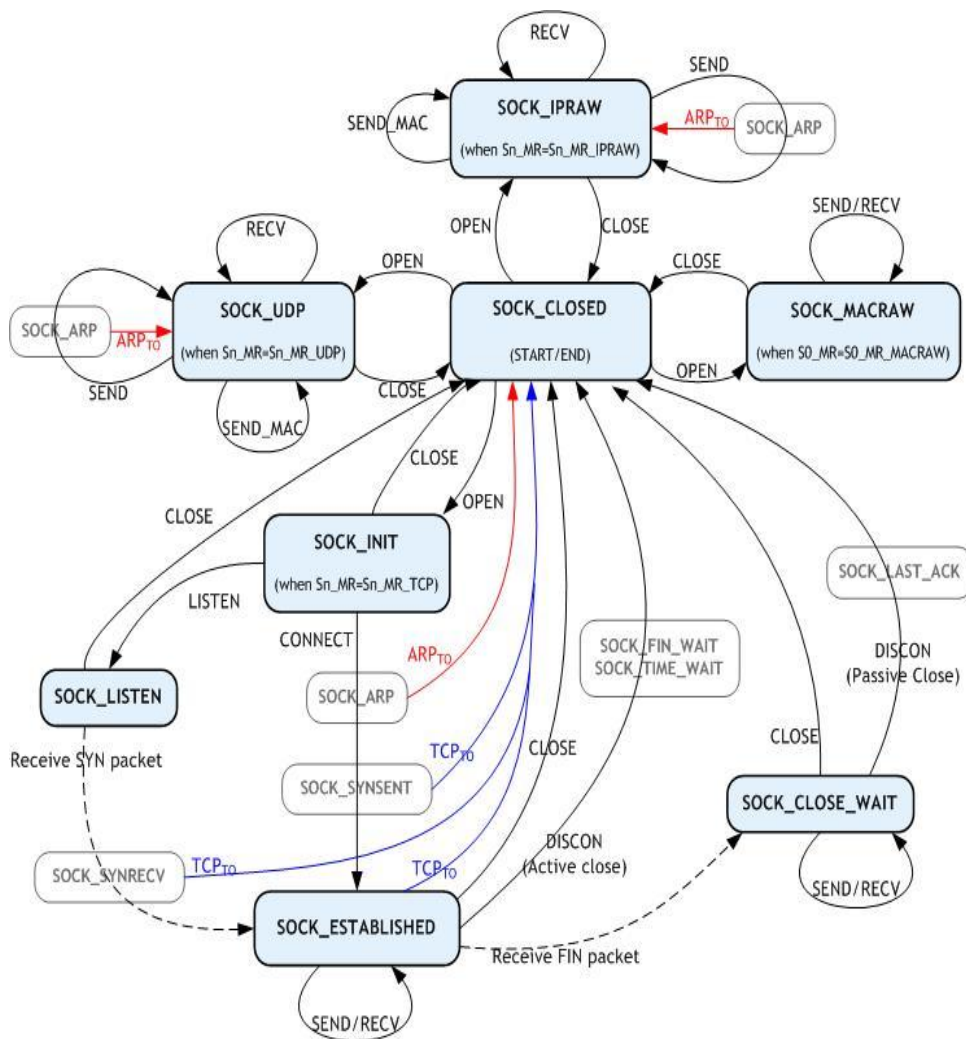 RECV
SEND
SOCK_IPRAW
SEND_MAC
ARPTO
SOCK_ARP
(when Sn_MR=Sn_MR_IPRAW)
SEND/RECV
OPEN
CLOSE
RECV
OPEN
CLOSE
SOCK_UDP
SOCK_CLOSED
SOCK_MACRAW
SOCK_ARP
ARPTO
(when Sn_MR=Sn_MR_UDP)
(START/END)
(when S0_MR=S0_MR_MACRAW)
OPEN
SEND
CLOSE
SEND_MAC
CLOSE
OPEN
CLOSE
SOCK_INIT
(when Sn_MR=Sn_MR_TCP)
SOCK_LAST_ACK
LISTEN
CONNECT
SOCK_FIN_WAIT
SOCK_TIME_WAIT
ARPTO
DISCON
(Passive Close)
SOCK_ARP
SOCK_LISTEN
Receive SYN packet
TCPTO
CLOSE
CLOSE
SOCK_SYNSENT
SOCK_CLOSE_WAIT
DISCON
(Active close)
SOCK_SYNRECV
TCPTO
TCPTO
SEND/RECV
SOCK_ESTABLISHED
Receive FIN packet
SEND/RECV